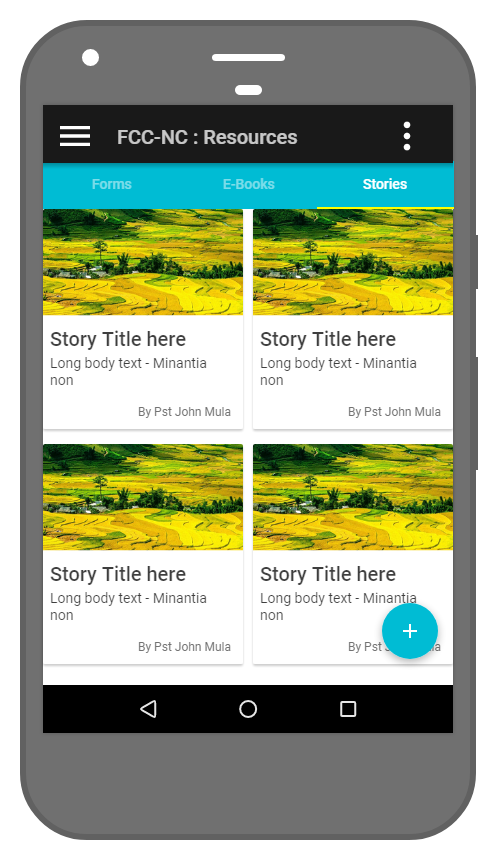 FCC-NC : Resources
Forms
E-Books
Stories
Story Title here
Long body text - Minantia
non
By Pst John Mula
Story Title here
Long body text - Minantia
non
By Pst John Mula
Story Title here
Long body text - Minantia
non
By Pst John Mula
Story Title here
Long body text - Minantia
non
By Pst